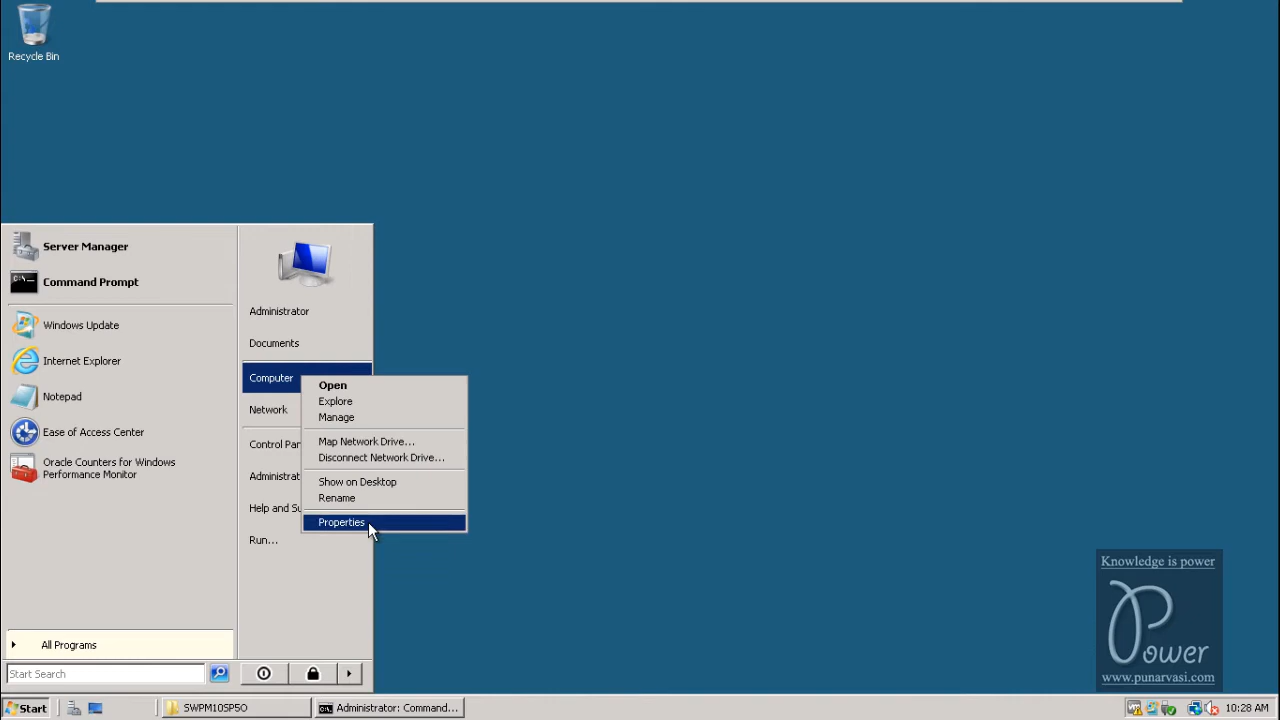 Recycle Bin
Server Manager
Command Prompt
Windows Update
Internet Explorer
Notepad
Ease of Access Center
Oracle Counters for Windows
Performance Monitor
All Programs
Start Search
Administrator
Documents
Computer
Network
Control Pan
Administrat
Help and Su
Run...
Open
Explore
Manage
Map Network Drive...
Disconnect Network Drive...
Show on Desktop
Rename
Properties
Knowledge is power
Power
www.punarvasi.com
Start
SWPM10SP5O
C:\
Administrator: Command...
10:28 AM